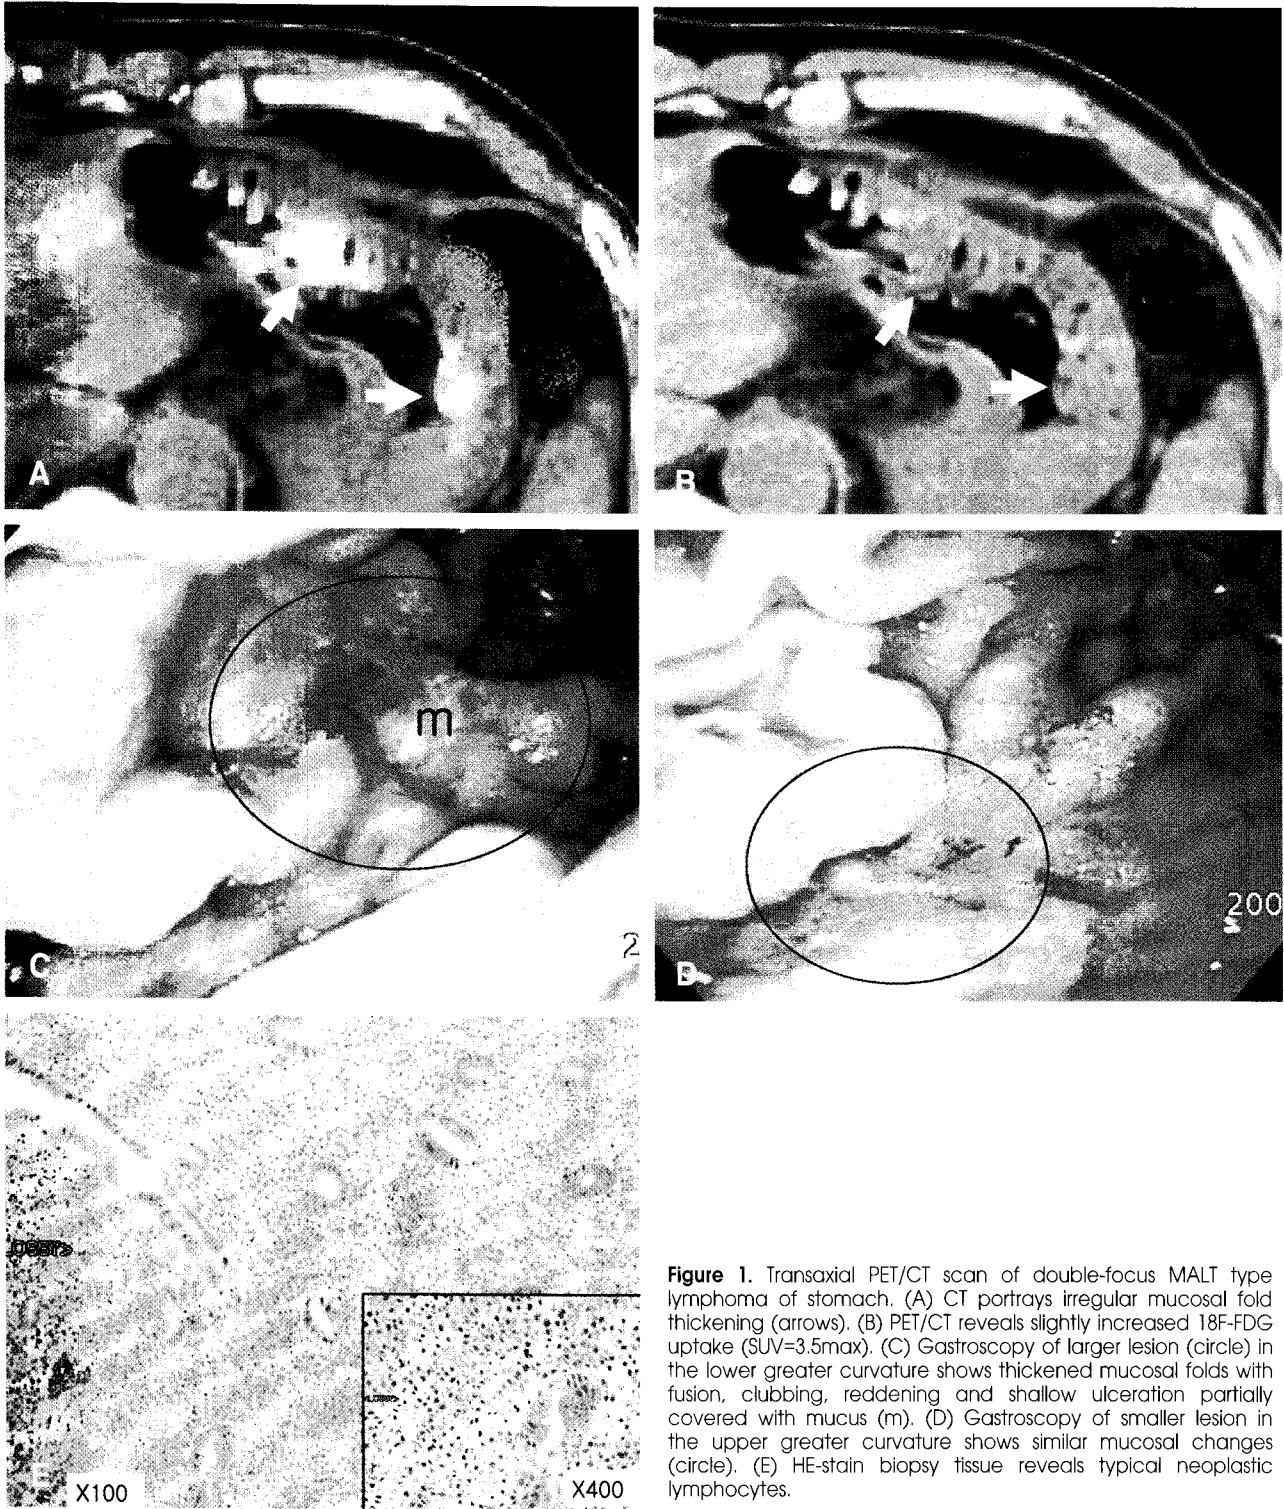 A
B
m
2
C
200
D
E
X100
X400
Figure 1. Transaxial PET/CT scan of double-focus MALT type
lymphoma of stomach. (A) CT portrays irregular mucosal fold
thickening (arrows). (B) PET/CT reveals slightly increased 18F-FDG
uptake (SUV=3.5max). (C) Gastroscopy of larger lesion (circle) in
the lower greater curvature shows thickened mucosal folds with
fusion, clubbing, reddening and shallow ulceration partially
covered with mucus (m). (D) Gastroscopy of smaller lesion in
the upper greater curvature shows similar mucosal changes
(circle). (E) HE-stain biopsy tissue reveals typical neoplastic
lymphocytes.